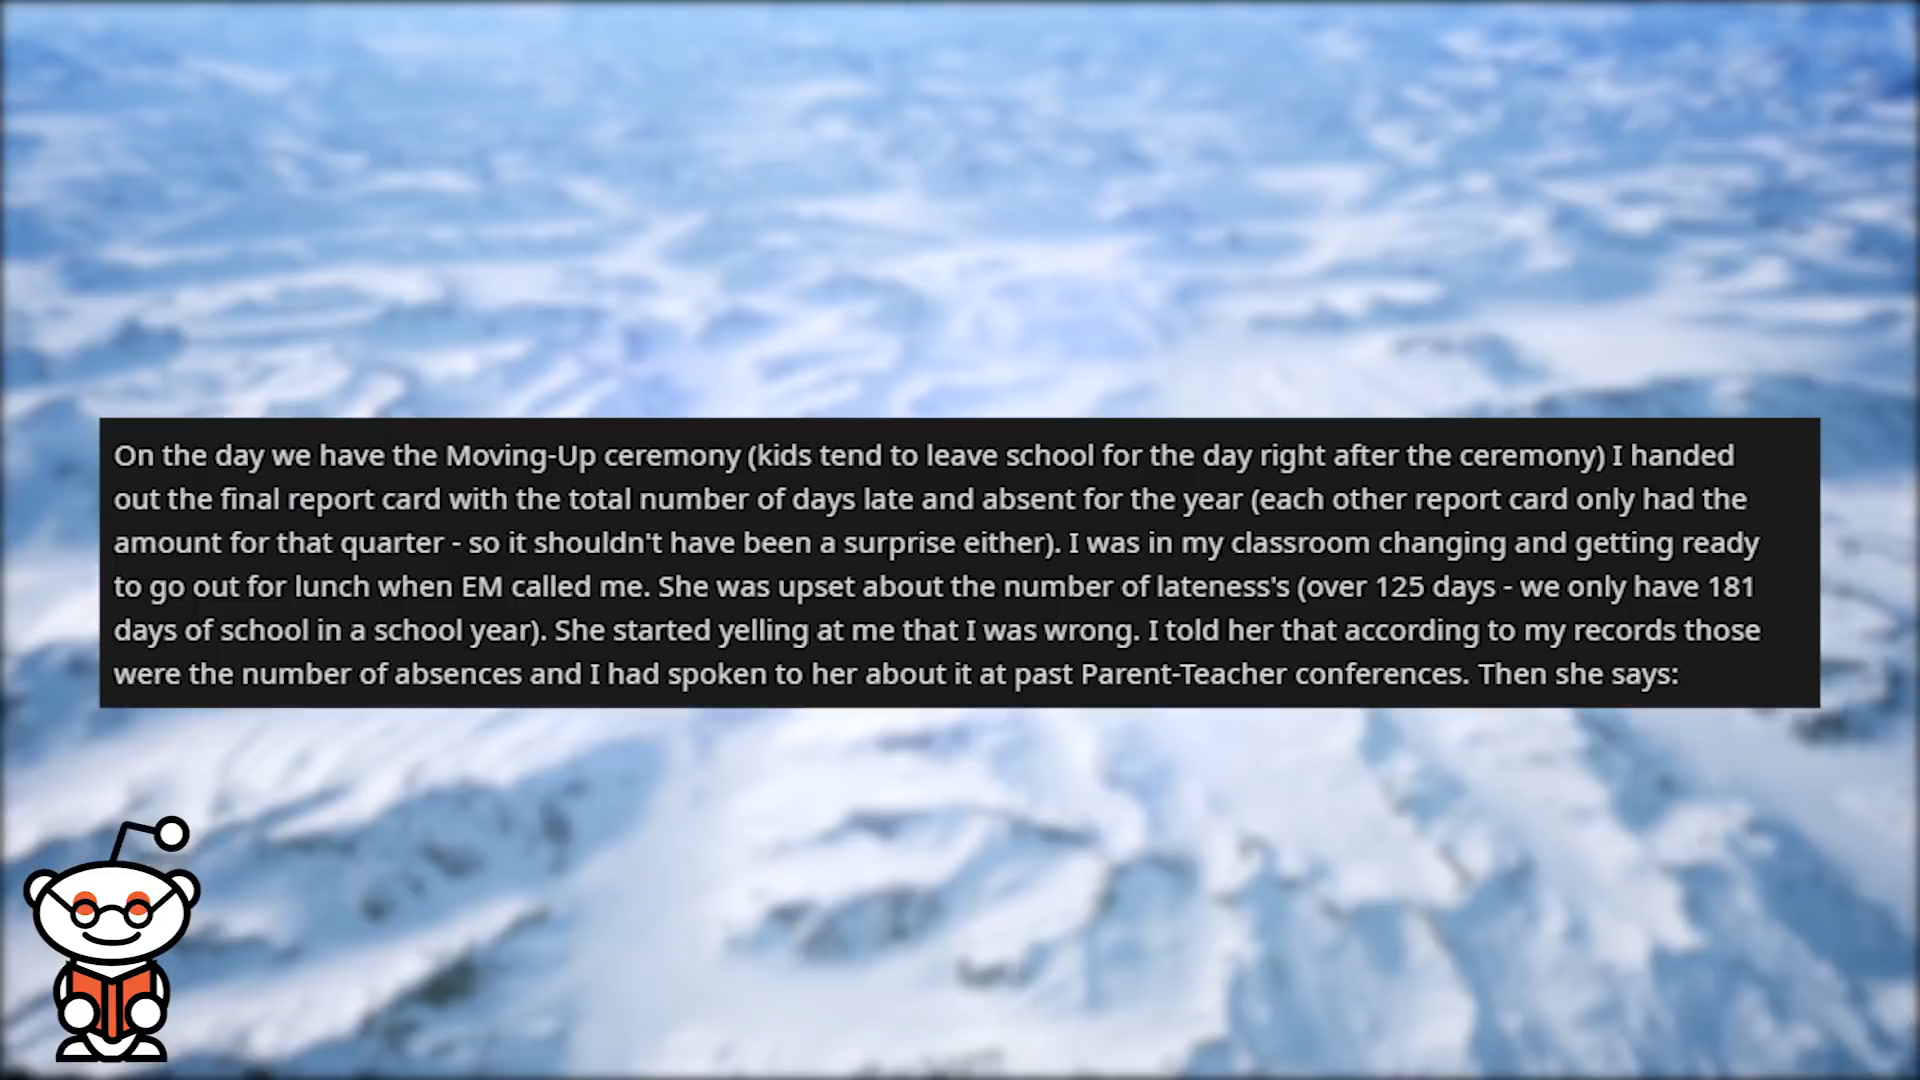 On the day we have the Moving-Up ceremony (kids tend to leave school for the day right after the ceremony) I handed
out the final report card with the total number of days late and absent for the year (each other report card only had the
amount for that quarter - so it shouldn't have been a surprise either). I was in my classroom changing and getting ready
to go out for lunch when EM called me. She was upset about the number of lateness's (over 125 days - we only have 181
days of school in a school year). She started yelling at me that I was wrong. I told her that according to my records those
were the number of absences and I had spoken to her about it at past Parent-Teacher conferences. Then she says: